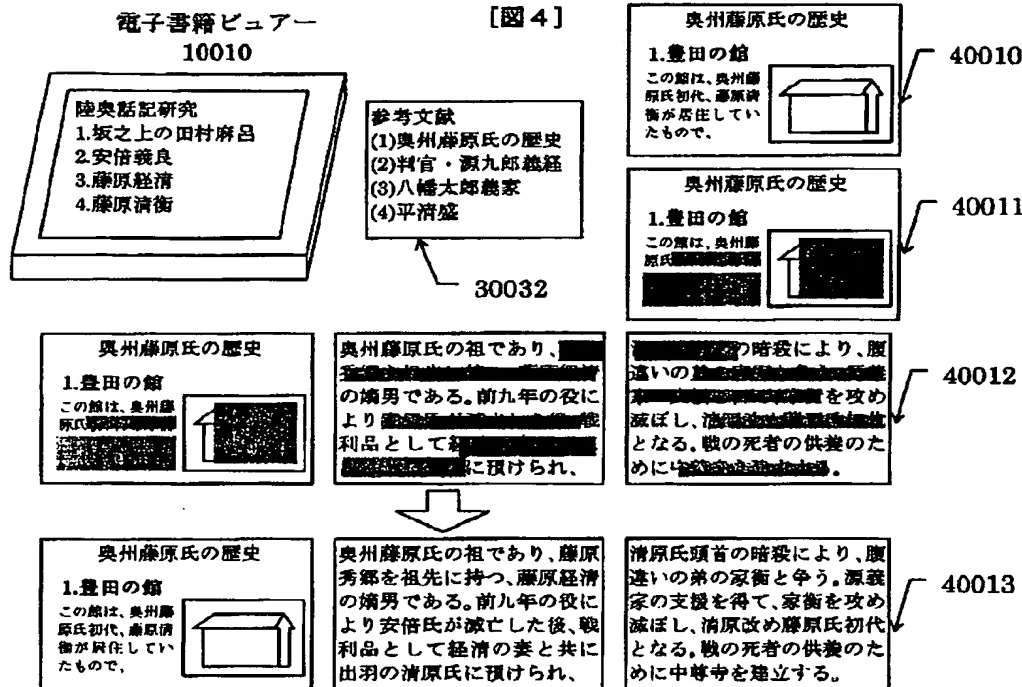 電子書籍ビュアー
10010
[図4]
陸奥話記研究
1.坂之上の田村麻呂
2.安倍義良
3.藤原経清
4.藤原清衡
参考文献
(1)奥州藤原氏の歴史
(2)判官・源九郎義経
(3)八幡太郎義家
(4)平清盛
30032
奥州藤原氏の歴史
1.豊田の館
この館は、奥州藤
原氏初代、藤原清
衡が居住してい
たもので、
40010
奥州藤原氏の歴史
1.豊田の館
この館は、奥州藤
原氏
40011
奥州藤原氏の歴史
1.豊田の館
この館は、奥州藤
原氏
奥州藤原氏の祖であり、
の嫡男である。前九年の役に
より
戦
利品として経
に預けられ、
の暗殺により、腹
違いの
を攻め
滅ぼし、
となる。戦の死者の供養のた
めに
40012
奥州藤原氏の歴史
1.豊田の館
この館は、奥州藤
原氏初代、藤原清
衡が居住してい
たもので、
奥州藤原氏の祖であり、藤原
秀郷を祖先に持つ、藤原経清
の嫡男である。前九年の役に
より安倍氏が滅亡した後、戦
利品として経清の妻と共に
出羽の清原氏に預けられ、
清原氏頭首の暗殺により、腹
違いの弟の家衡と争う。源義
家の支援を得て、家衡を攻め
滅ぼし、清原改め藤原氏初代
となる。戦の死者の供養のた
めに中尊寺を建立する。
40013